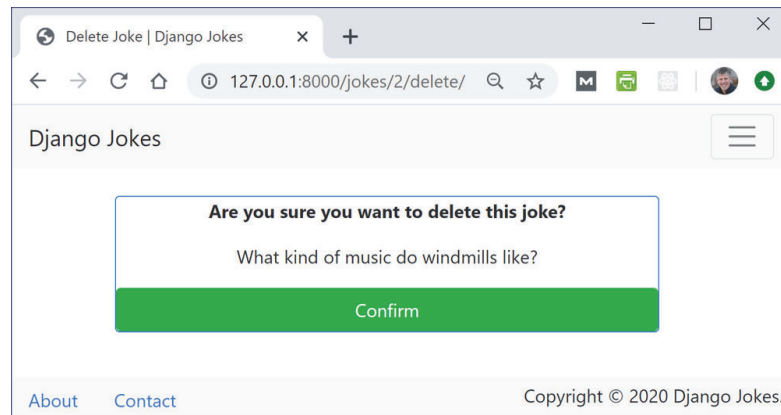 Delete Joke | Django Jokes
127.0.0.1:8000/jokes/2/delete/
Django Jokes
Are you sure you want to delete this joke?
What kind of music do windmills like?
Confirm
About Contact Copyright © 2020 Django Jokes